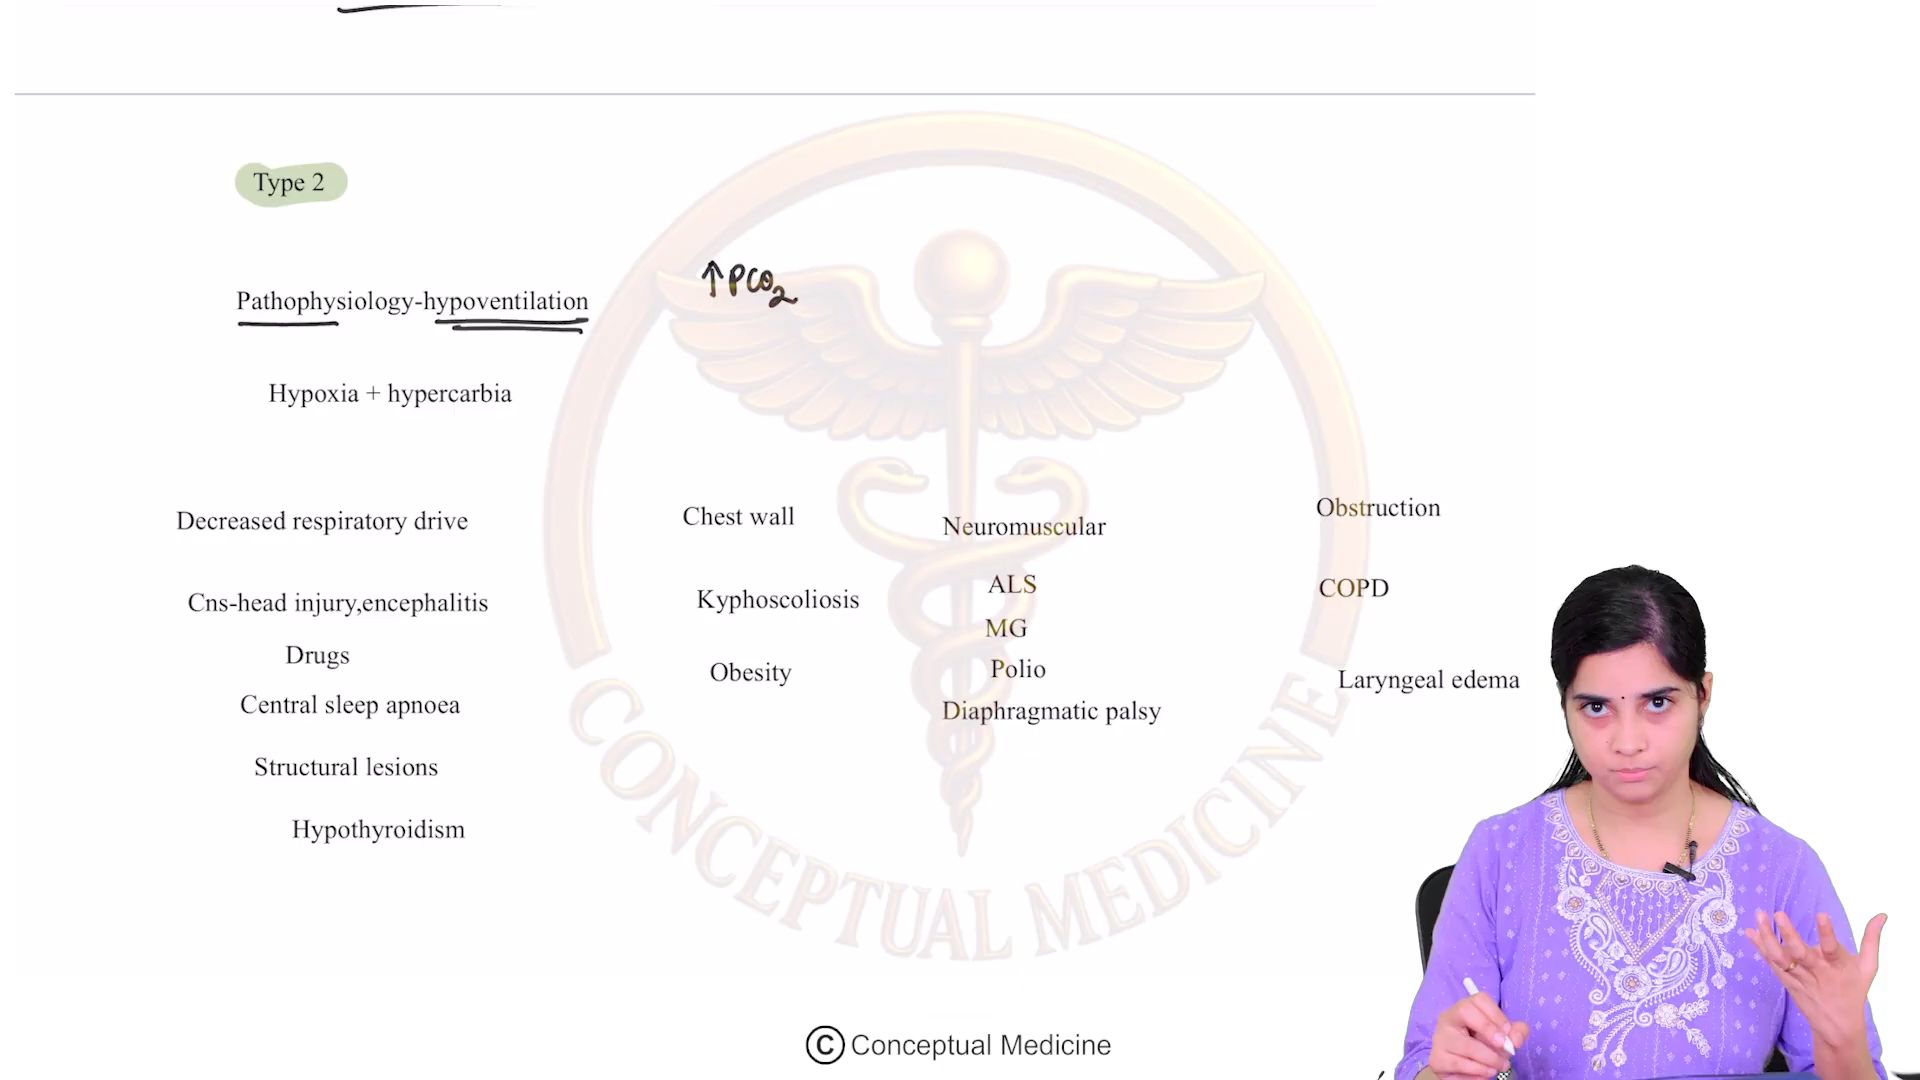 Type 2
↑ PCO₂
Pathophysiology-hypoventilation
Hypoxia + hypercarbia
Decreased respiratory drive
Cns-head injury,encephalitis
Drugs
Central sleep apnoea
Structural lesions
Hypothyroidism
Chest wall
Kyphoscoliosis
Obesity
Neuromuscular
ALS
MG
Polio
Diaphragmatic palsy
Obstruction
COPD
Laryngeal edema
CONCEPTUAL MEDICINE
© Conceptual Medicine